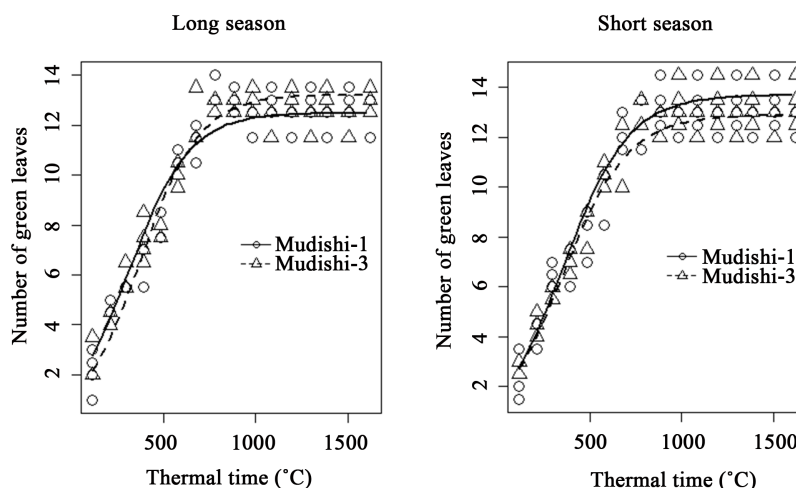 Long season
Number of green leaves
14
12
10
8
6
4
2
Mudishi-1
Mudishi-3
500
1000
1500
Thermal time (˚C)
Short season
Number of green leaves
14
12
10
8
6
4
2
Mudishi-1
Mudishi-3
500
1000
1500
Thermal time (˚C)